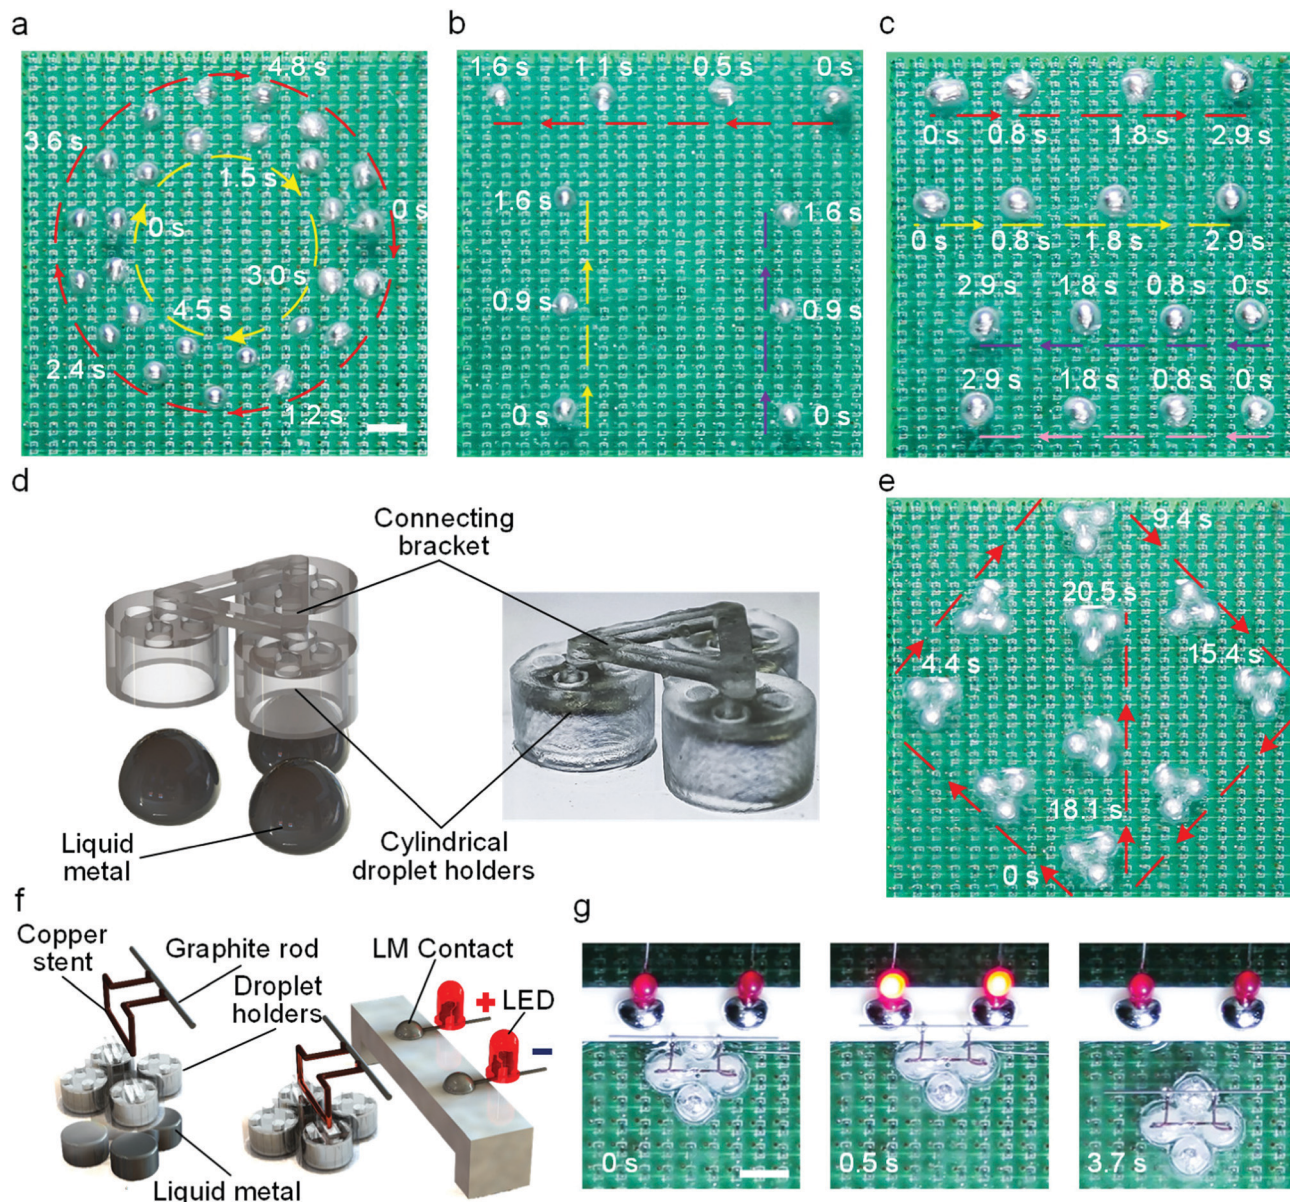 a
4.8 s
3.6 s
1.5 s
0 s
0 s
3.0 s
4.5 s
2.4 s
1.2 s
b
1.6 s
1.1 s
0.5 s
0 s
1.6 s
1.6 s
0.9 s
0.9 s
0 s
0 s
c
0 s
0.8 s
1.8 s
2.9 s
0 s
0.8 s
1.8 s
2.9 s
2.9 s
1.8 s
0.8 s
0 s
2.9 s
1.8 s
0.8 s
0 s
d
Connecting
bracket
Liquid
metal
Cylindrical
droplet holders
e
9.4 s
20.5 s
4.4 s
15.4 s
18.1 s
0 s
f
Copper
stent
Graphite rod
Droplet
holders
LM Contact
+ LED
−
Liquid metal
g
0 s
0.5 s
3.7 s